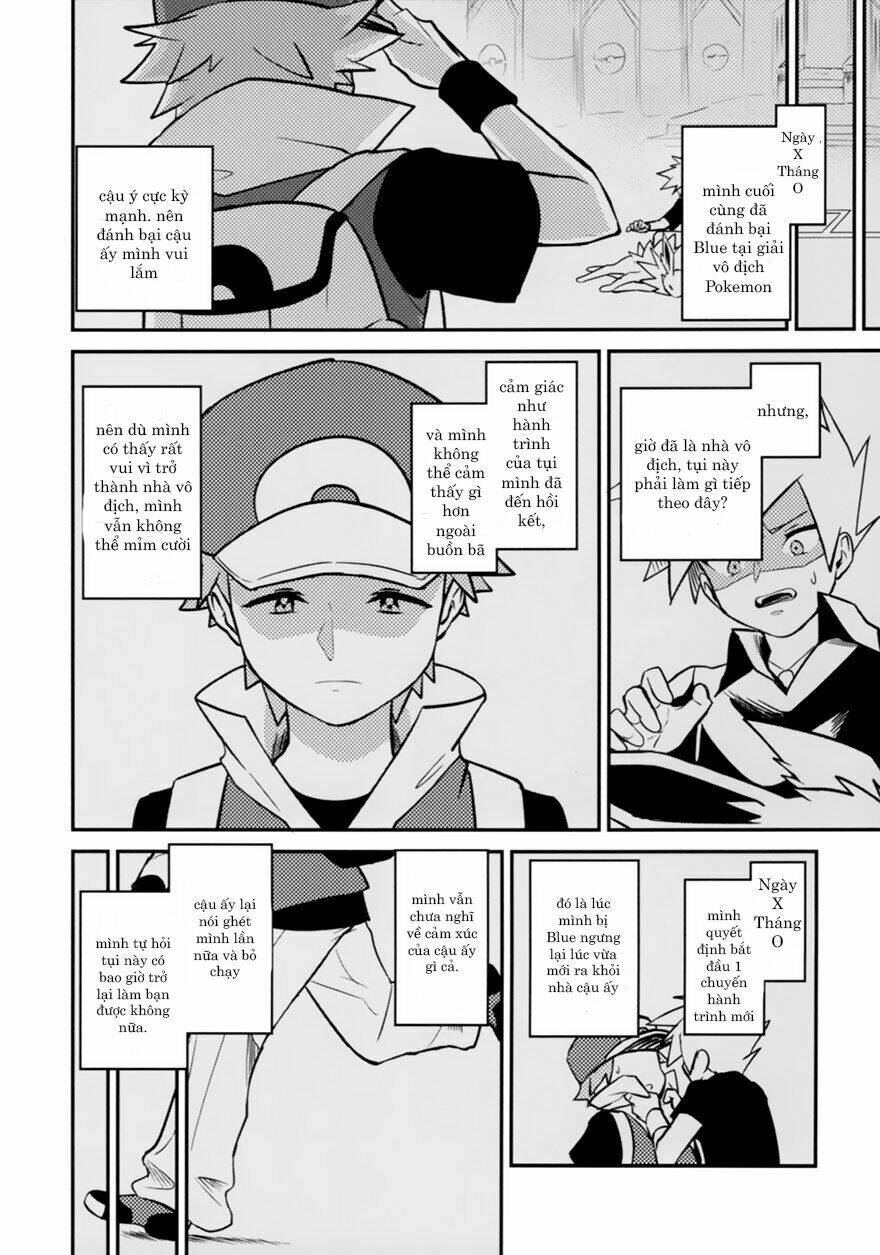 Ngày
X
Tháng
O
mình cuối
cùng đã
đánh bại
Blue tại giải
vô địch
Pokemon
cậu ý cực kỳ
mạnh. nên
đánh bại cậu
ấy mình vui
lắm
nhưng,
giờ đã là nhà vô
địch, tụi này
phải làm gì tiếp
theo đây?
cảm giác
như
hành
trình
của tụi
mình đã
đến hồi
kết,
và mình
không
thể cảm
thấy gì
hơn
ngoài
buồn bã
nên dù mình
có thấy rất
vui vì trở
thành nhà vô
địch, mình
vẫn không
thể mỉm cười
Ngày
X
Tháng
O
mình
quyết
định bắt
đầu 1
chuyến
hành
trình mới
đó là lúc
mình bị
Blue ngưng
lại lúc vừa
mới ra khỏi
nhà cậu ấy
mình vẫn
chưa nghĩ
về cảm xúc
của cậu ấy
gì cả.
cậu ấy lại
nói ghét
mình lần
nữa và bỏ
chạy
mình tự hỏi
tụi này có
bao giờ trở
lại làm bạn
được không
nữa.